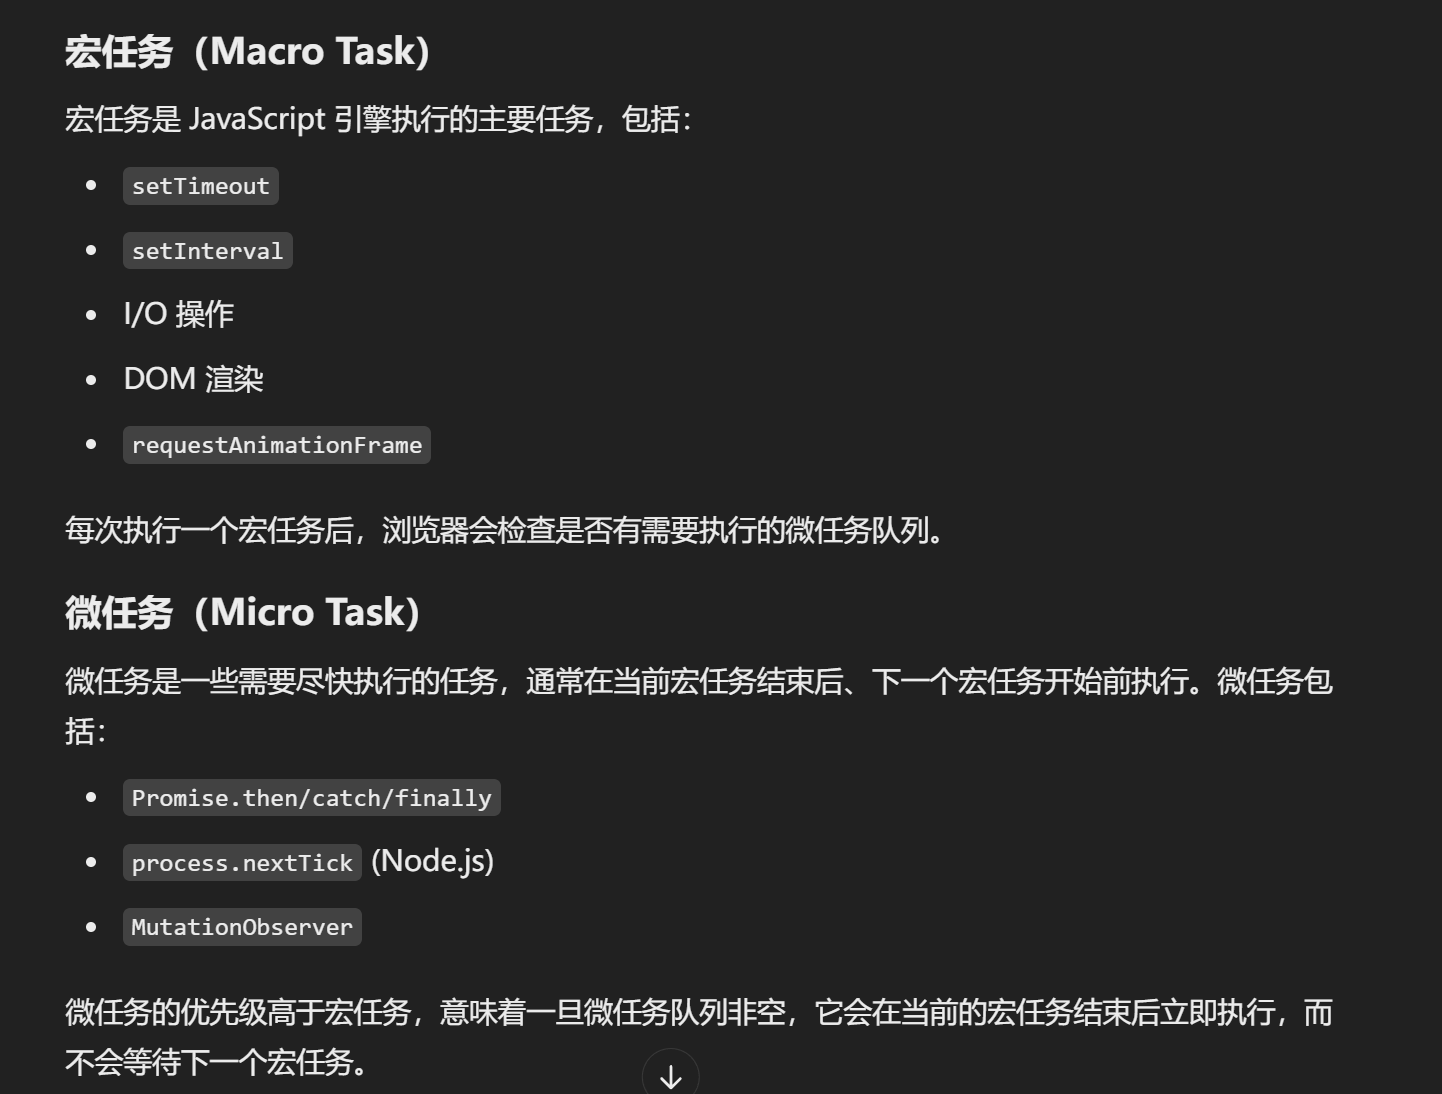 宏任务（Macro Task）
宏任务是 JavaScript 引擎执行的主要任务，包括：
setTimeout
setInterval
I/O 操作
DOM 渲染
requestAnimationFrame
每次执行一个宏任务后，浏览器会检查是否有需要执行的微任务队列。
微任务（Micro Task）
微任务是一些需要尽快执行的任务，通常在当前宏任务结束后、下一个宏任务开始前执行。微任务包
括：
Promise.then/catch/finally
process.nextTick (Node.js)
MutationObserver
微任务的优先级高于宏任务，意味着一旦微任务队列非空，它会在当前的宏任务结束后立即执行，而
不会等待下一个宏任务。